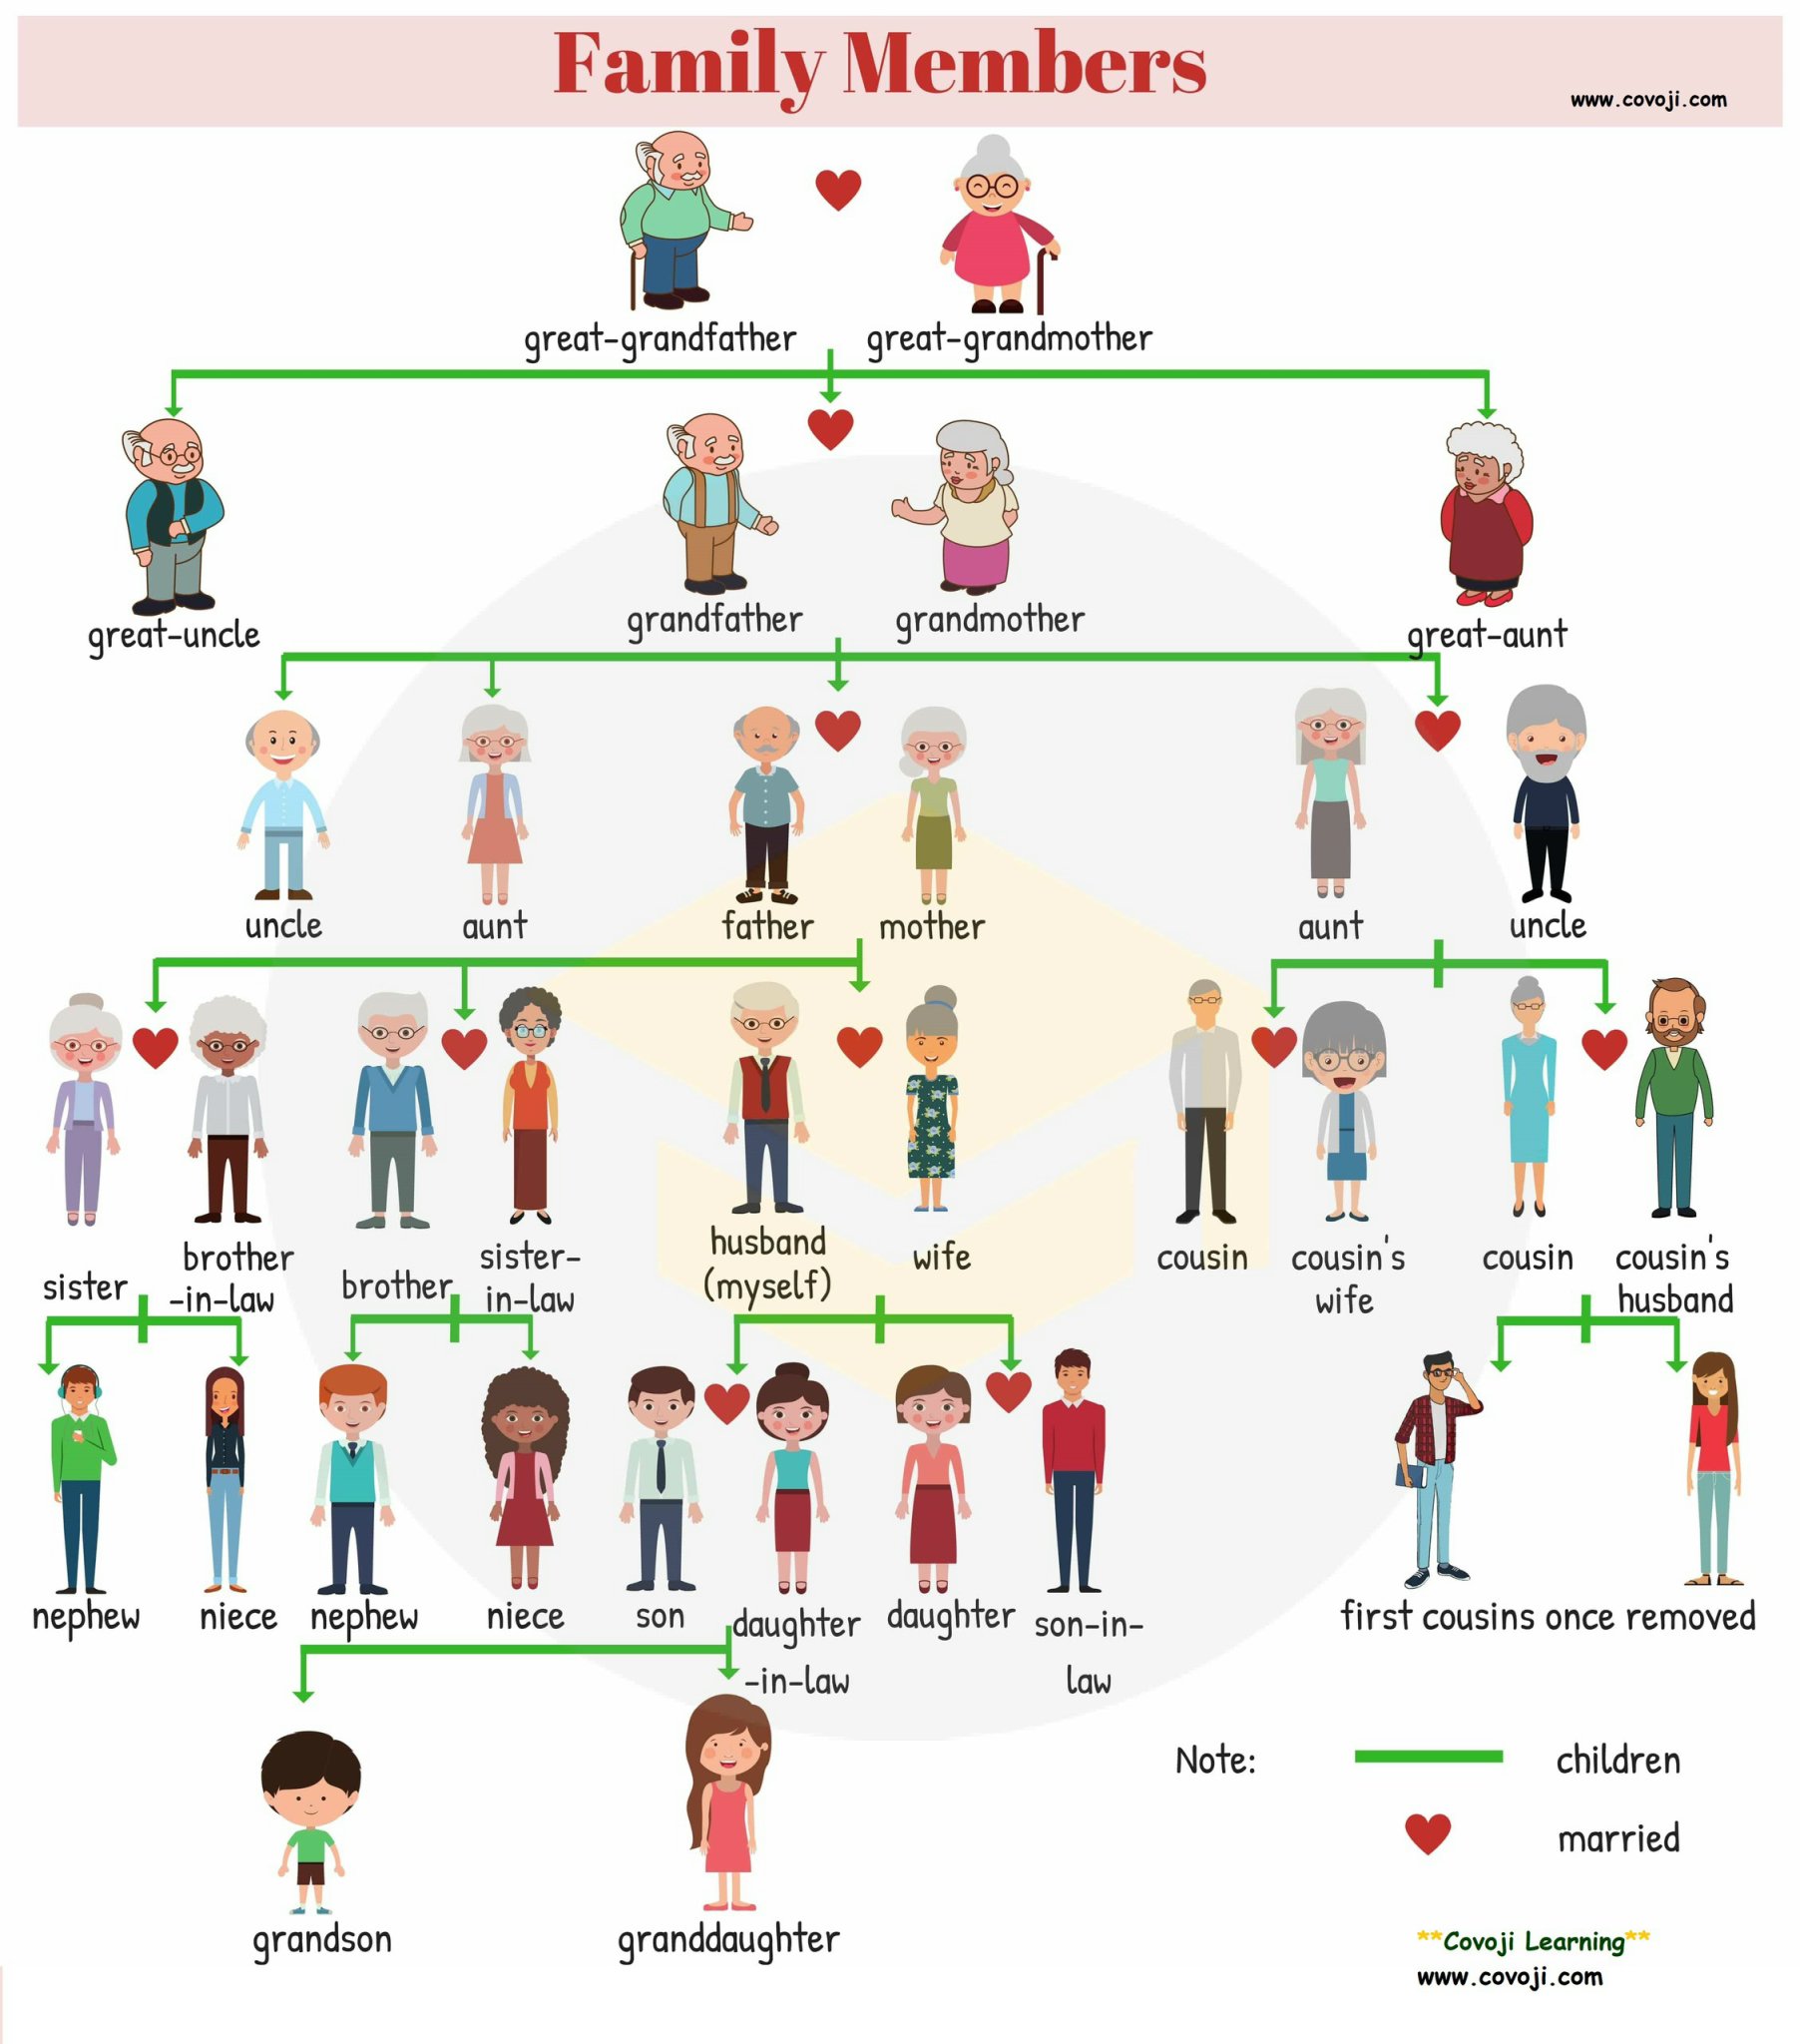 Family Members
www.covoji.com
great-grandfather great-grandmother
great-uncle grandfather grandmother great-aunt
uncle aunt father mother aunt uncle
sister
brother
-in-law
brother
sister-
in-law
husband
(myself)
wife
cousin
cousin's
wife
cousin
cousin's
husband
nephew niece nephew niece son
daughter
-in-law
daughter
son-in-
law
first cousins once removed
grandson granddaughter
Note:
children
married
**Covoji Learning**
www.covoji.com